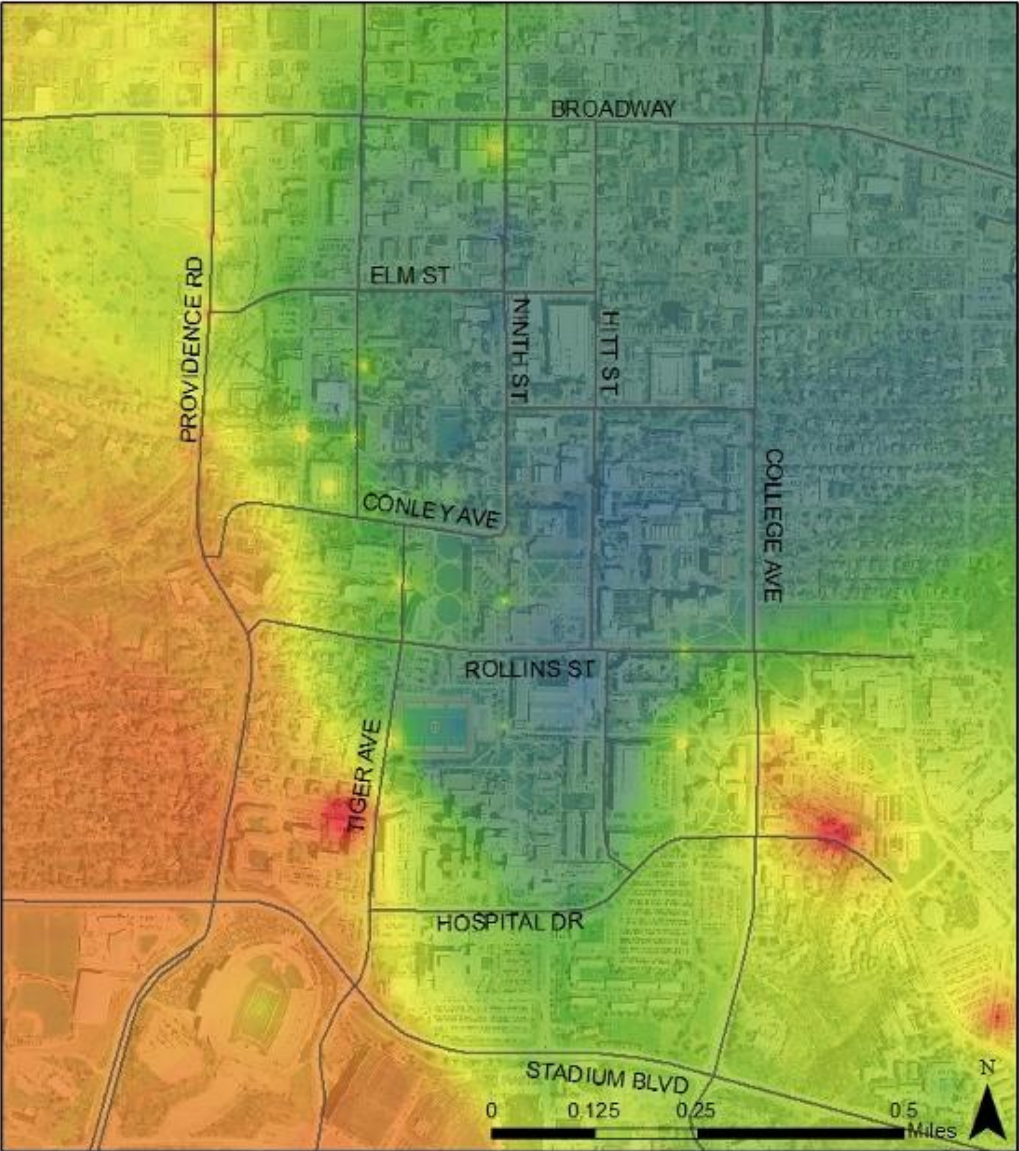 BROADWAY
ELM ST
PROVIDENCE RD
NINTH ST
HITT ST
CONLEY AVE
COLLEGE AVE
ROLLINS ST
TIGER AVE
HOSPITAL DR
STADIUM BLVD
N
0 0.125 0.25 0.5
Miles